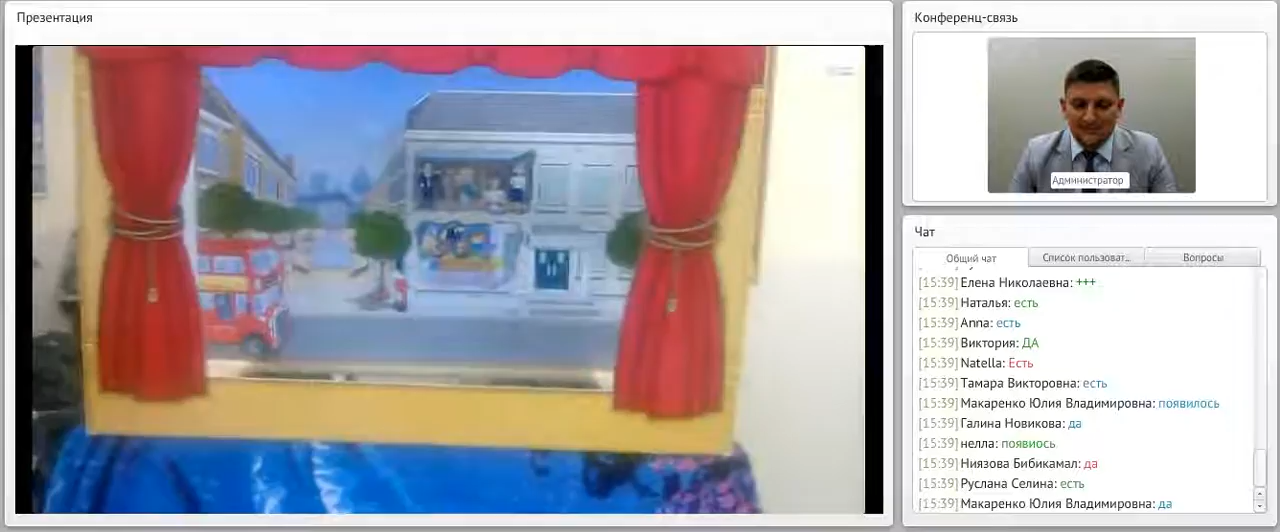 Презентация
Конференц-связь
Администратор
Чат
Общий чат
Список пользоват...
Вопросы
[15:39] Елена Николаевна: +++
[15:39] Наталья: есть
[15:39] Anna: есть
[15:39] Виктория: ДА
[15:39] Natella: Есть
[15:39] Тамара Викторовна: есть
[15:39] Макаренко Юлия Владимировна: появилось
[15:39] Галина Новикова: да
[15:39] нелла: появиось
[15:39] Ниязова Бибикамал: да
[15:39] Руслана Селина: есть
[15:39] Макаренко Юлия Владимировна: да